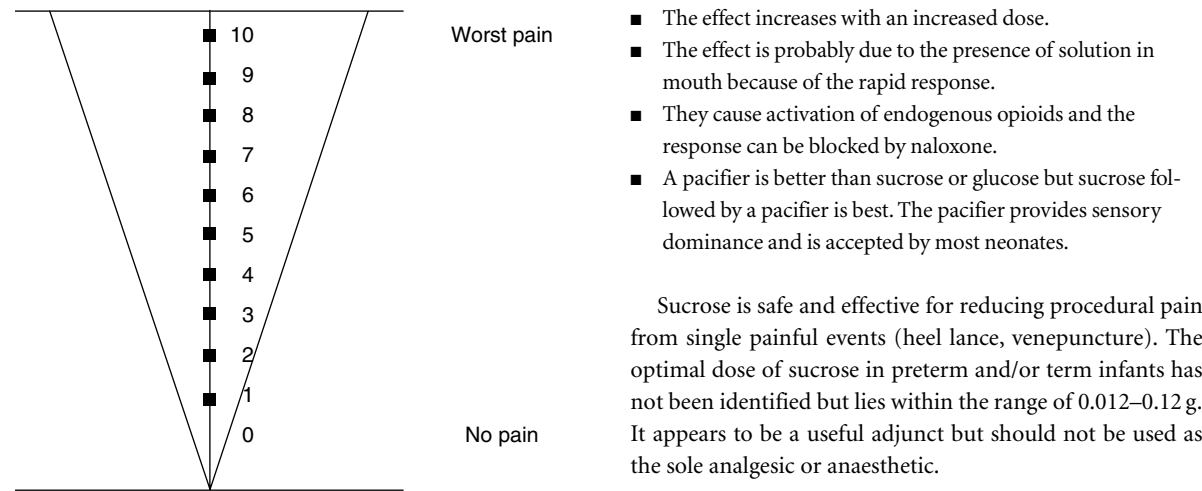 10 Worst pain
9
8
7
6
5
4
3
2
1
0 No pain
■ The effect increases with an increased dose.
■ The effect is probably due to the presence of solution in
mouth because of the rapid response.
■ They cause activation of endogenous opioids and the
response can be blocked by naloxone.
■ A pacifier is better than sucrose or glucose but sucrose fol-
lowed by a pacifier is best. The pacifier provides sensory
dominance and is accepted by most neonates.
Sucrose is safe and effective for reducing procedural pain
from single painful events (heel lance, venepuncture). The
optimal dose of sucrose in preterm and/or term infants has
not been identified but lies within the range of 0.012–0.12 g.
It appears to be a useful adjunct but should not be used as
the sole analgesic or anaesthetic.